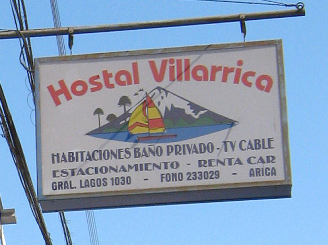 Hostal Villarrica
HABITACIONES BAÑO PRIVADO - TV CABLE
ESTACIONAMIENTO - RENTA CAR
GRAL. LAGOS 1030 - FONO 233029 - ARICA